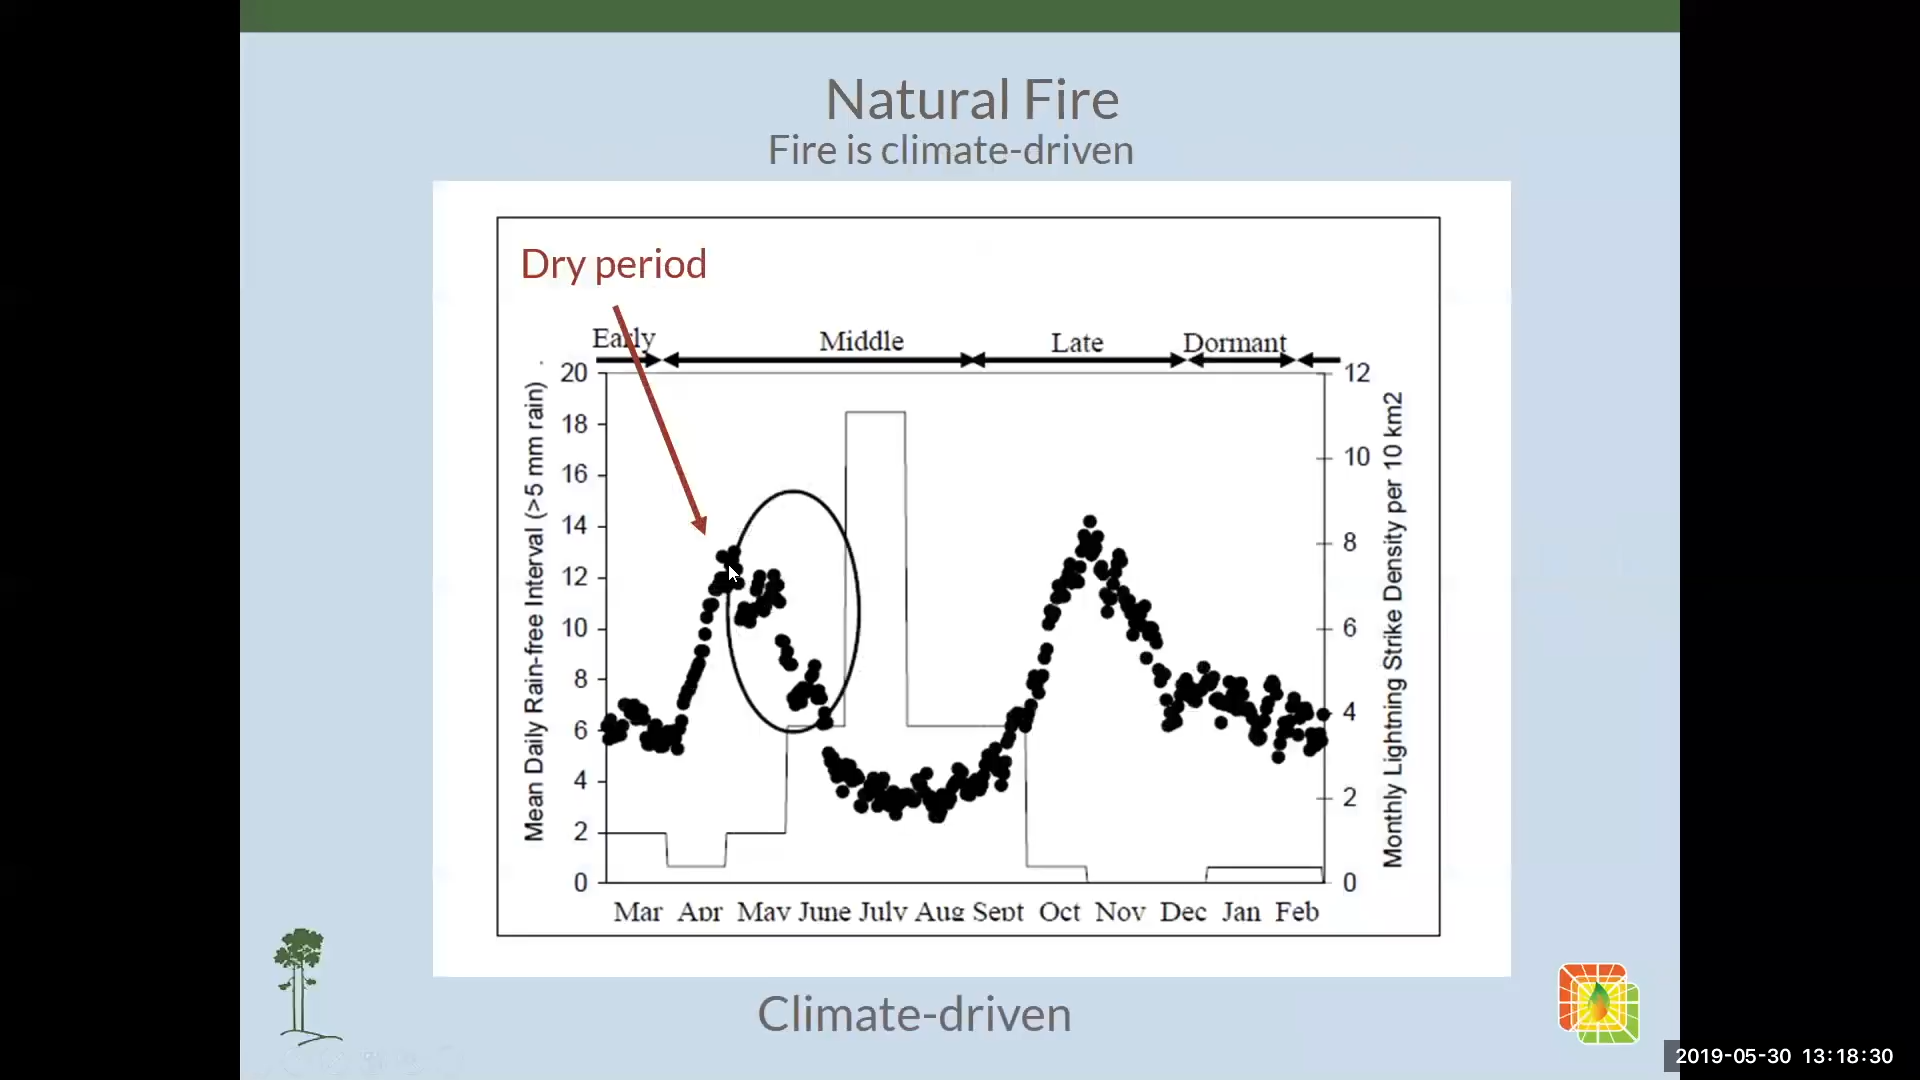 Natural Fire
Fire is climate-driven
Dry period
Early Middle Late Dormant
Mean Daily Rain-free Interval (>5 mm rain)
20
18
16
14
12
10
8
6
4
2
0
12
10
8
6
4
2
0
Monthly Lightning Strike Density per 10 km2
Mar Apr May June July Aug Sept Oct Nov Dec Jan Feb
Climate-driven
2019-05-30 13:18:30